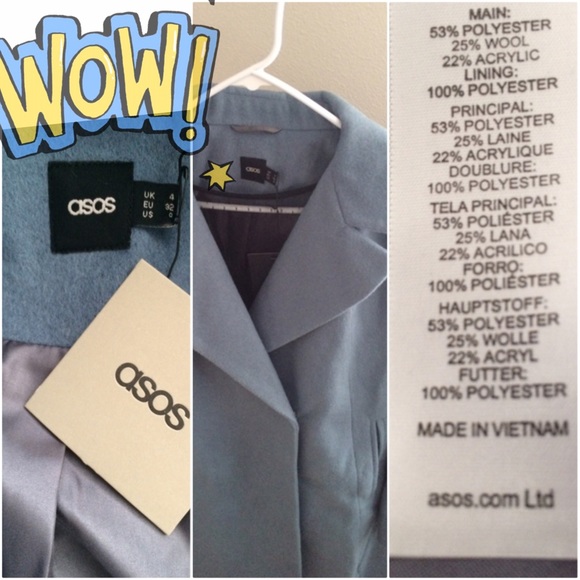 WOW!
asos
UK 4
EU 32
US 0
asos
asos
MAIN:
53% POLYESTER
25% WOOL
22% ACRYLIC
LINING:
100% POLYESTER
PRINCIPAL:
53% POLYESTER
25% LAINE
22% ACRYLIQUE
DOUBLURE:
100% POLYESTER
TELA PRINCIPAL:
53% POLIÉSTER
25% LANA
22% ACRILICO
FORRO:
100% POLIÉSTER
HAUPTSTOFF:
53% POLYESTER
25% WOLLE
22% ACRYL
FUTTER:
100% POLYESTER
MADE IN VIETNAM
asos.com Ltd